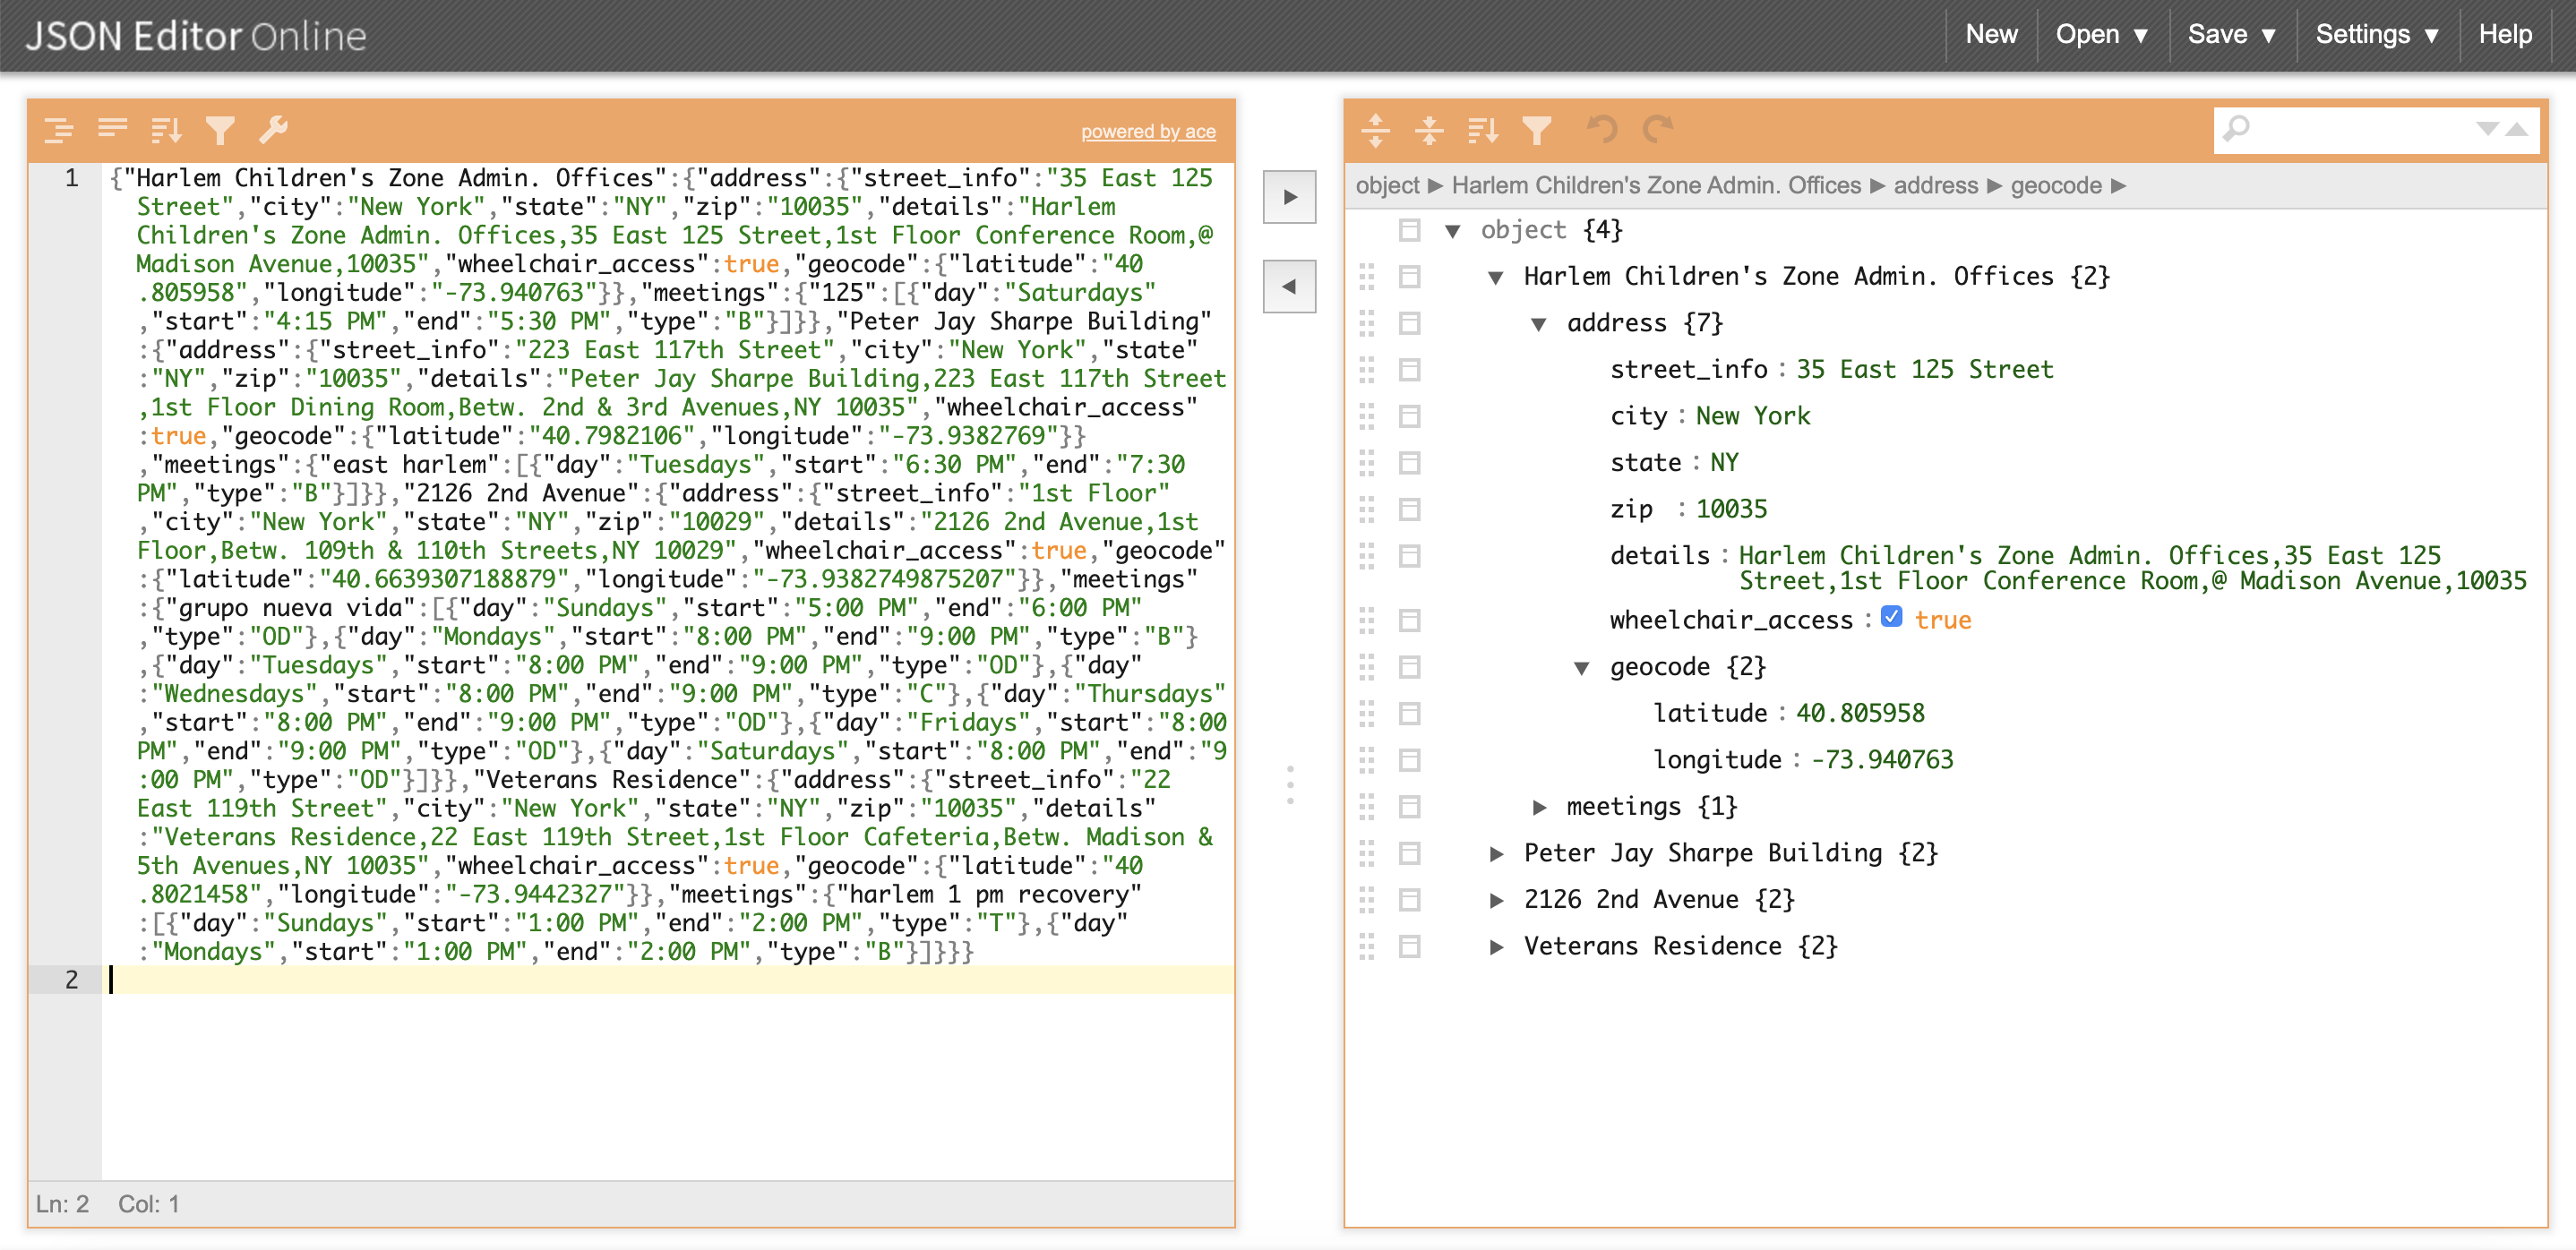 JSON Editor Online
New
Open ▼
Save ▼
Settings ▼
Help
powered by ace
1
{"Harlem Children's Zone Admin. Offices":{"address":{"street_info":"35 East 125
Street","city":"New York","state":"NY","zip":"10035","details":"Harlem
Children's Zone Admin. Offices,35 East 125 Street,1st Floor Conference Room,@
Madison Avenue,10035","wheelchair_access":true,"geocode":{"latitude":"40
.805958","longitude":"-73.940763"}},"meetings":{"125":[{"day":"Saturdays"
,"start":"4:15 PM","end":"5:30 PM","type":"B"}]}},"Peter Jay Sharpe Building"
:{"address":{"street_info":"223 East 117th Street","city":"New York","state"
:"NY","zip":"10035","details":"Peter Jay Sharpe Building,223 East 117th Street
,1st Floor Dining Room,Betw. 2nd & 3rd Avenues,NY 10035","wheelchair_access"
:true,"geocode":{"latitude":"40.7982106","longitude":"-73.9382769"}}
,"meetings":{"east harlem":[{"day":"Tuesdays","start":"6:30 PM","end":"7:30
PM","type":"B"}]}},"2126 2nd Avenue":{"address":{"street_info":"1st Floor"
,"city":"New York","state":"NY","zip":"10029","details":"2126 2nd Avenue,1st
Floor,Betw. 109th & 110th Streets,NY 10029","wheelchair_access":true,"geocode"
:{"latitude":"40.6639307188879","longitude":"-73.9382749875207"}},"meetings"
:{"grupo nueva vida":[{"day":"Sundays","start":"5:00 PM","end":"6:00 PM"
,"type":"OD"},{"day":"Mondays","start":"8:00 PM","end":"9:00 PM","type":"B"}
,{"day":"Tuesdays","start":"8:00 PM","end":"9:00 PM","type":"OD"},{"day"
:"Wednesdays","start":"8:00 PM","end":"9:00 PM","type":"C"},{"day":"Thursdays"
,"start":"8:00 PM","end":"9:00 PM","type":"OD"},{"day":"Fridays","start":"8:00
PM","end":"9:00 PM","type":"OD"},{"day":"Saturdays","start":"8:00 PM","end":"9
:00 PM","type":"OD"}]}},"Veterans Residence":{"address":{"street_info":"22
East 119th Street","city":"New York","state":"NY","zip":"10035","details"
:"Veterans Residence,22 East 119th Street,1st Floor Cafeteria,Betw. Madison &
5th Avenues,NY 10035","wheelchair_access":true,"geocode":{"latitude":"40
.8021458","longitude":"-73.9442327"}},"meetings":{"harlem 1 pm recovery"
:[{"day":"Sundays","start":"1:00 PM","end":"2:00 PM","type":"T"},{"day"
:"Mondays","start":"1:00 PM","end":"2:00 PM","type":"B"}]}}}
2
Ln: 2 Col: 1
object ► Harlem Children's Zone Admin. Offices ► address ► geocode ►
object {4}
Harlem Children's Zone Admin. Offices {2}
address {7}
street_info : 35 East 125 Street
city : New York
state : NY
zip : 10035
details : Harlem Children's Zone Admin. Offices,35 East 125
Street,1st Floor Conference Room,@ Madison Avenue,10035
wheelchair_access : true
geocode {2}
latitude : 40.805958
longitude : -73.940763
meetings {1}
Peter Jay Sharpe Building {2}
2126 2nd Avenue {2}
Veterans Residence {2}